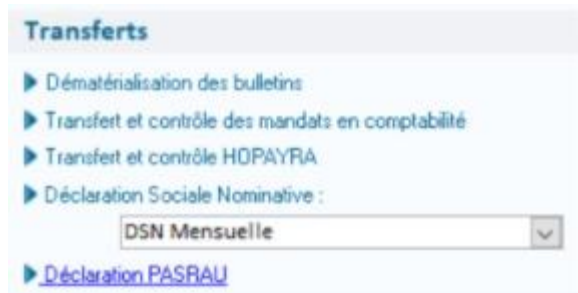 Transferts
Dématérialisation des bulletins
Transfert et contrôle des mandats en comptabilité
Transfert et contrôle HOPAYRA
Déclaration Sociale Nominative :
DSN Mensuelle
Déclaration PASRAU